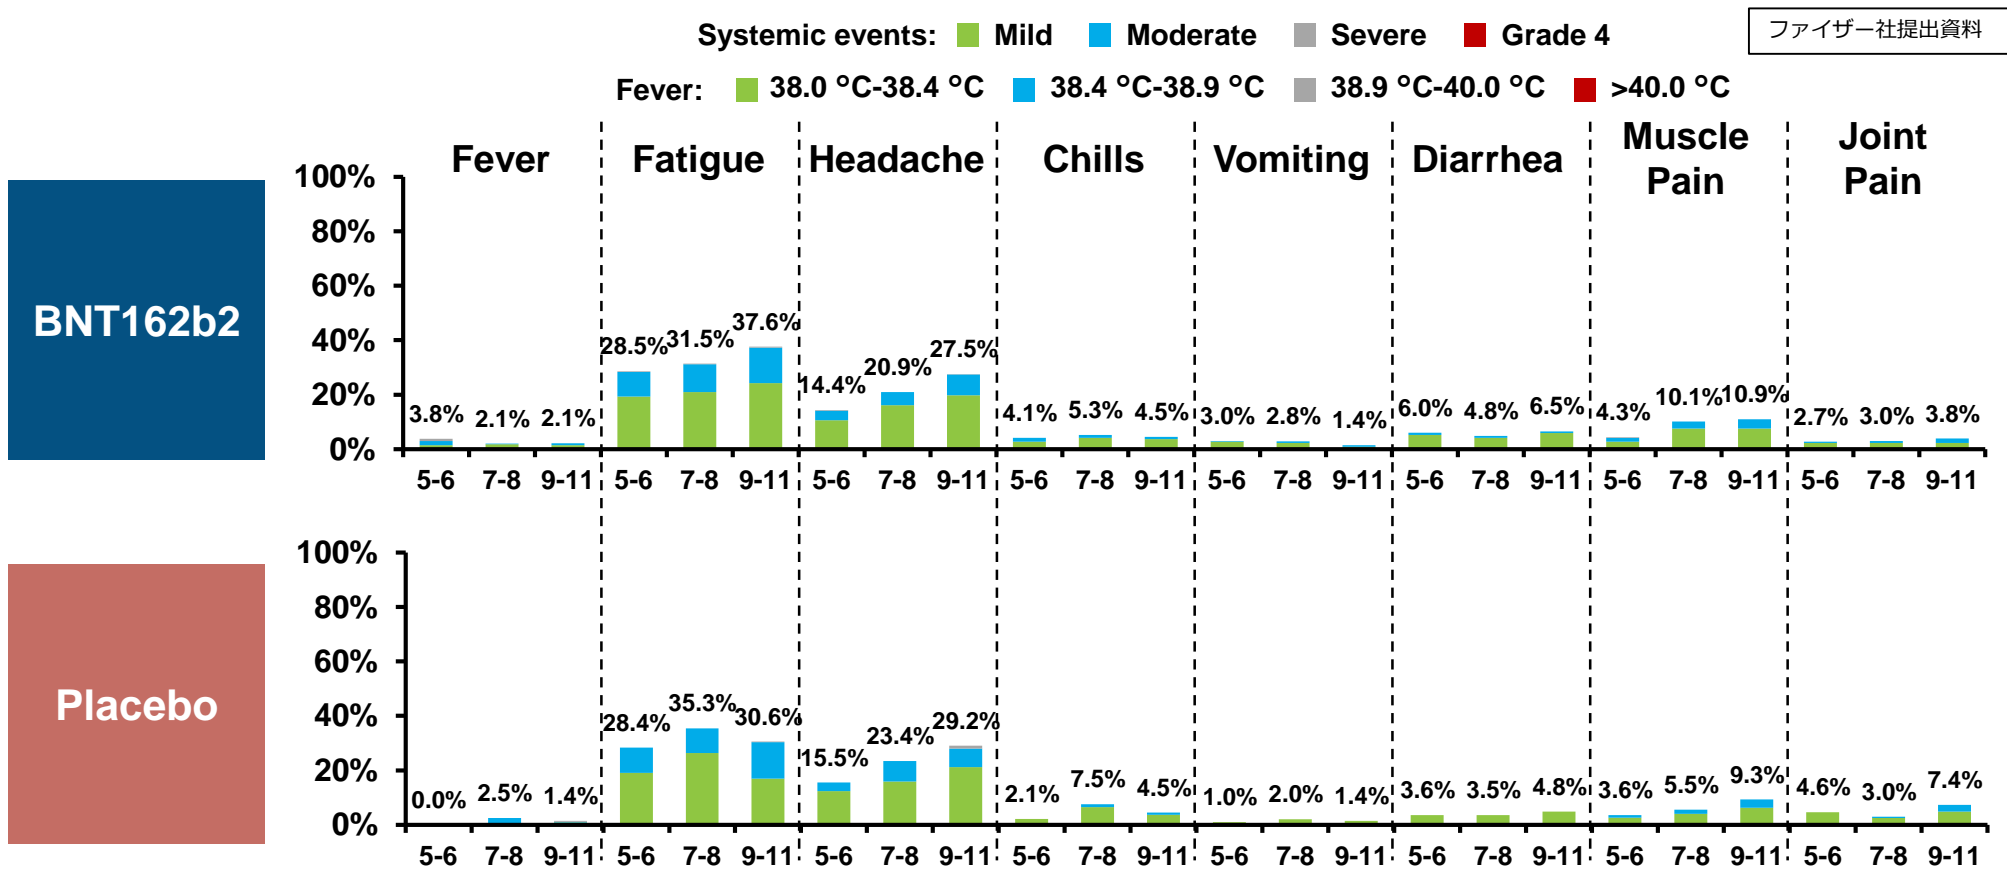 Systemic events: Mild Moderate Severe Grade 4
ファイザー社提出資料
Fever: 38.0 °C-38.4 °C 38.4 °C-38.9 °C 38.9 °C-40.0 °C >40.0 °C
Fever Fatigue Headache Chills Vomiting Diarrhea Muscle Pain Joint Pain
BNT162b2
100%
80%
60%
40%
20%
0%
3.8% 2.1% 2.1% 28.5% 31.5% 37.6% 14.4% 20.9% 27.5% 4.1% 5.3% 4.5% 3.0% 2.8% 1.4% 6.0% 4.8% 6.5% 4.3% 10.1% 10.9% 2.7% 3.0% 3.8%
5-6 7-8 9-11 5-6 7-8 9-11 5-6 7-8 9-11 5-6 7-8 9-11 5-6 7-8 9-11 5-6 7-8 9-11 5-6 7-8 9-11 5-6 7-8 9-11
Placebo
100%
80%
60%
40%
20%
0%
0.0% 2.5% 1.4% 28.4% 35.3% 30.6% 15.5% 23.4% 29.2% 2.1% 7.5% 4.5% 1.0% 2.0% 1.4% 3.6% 3.5% 4.8% 3.6% 5.5% 9.3% 4.6% 3.0% 7.4%
5-6 7-8 9-11 5-6 7-8 9-11 5-6 7-8 9-11 5-6 7-8 9-11 5-6 7-8 9-11 5-6 7-8 9-11 5-6 7-8 9-11 5-6 7-8 9-11